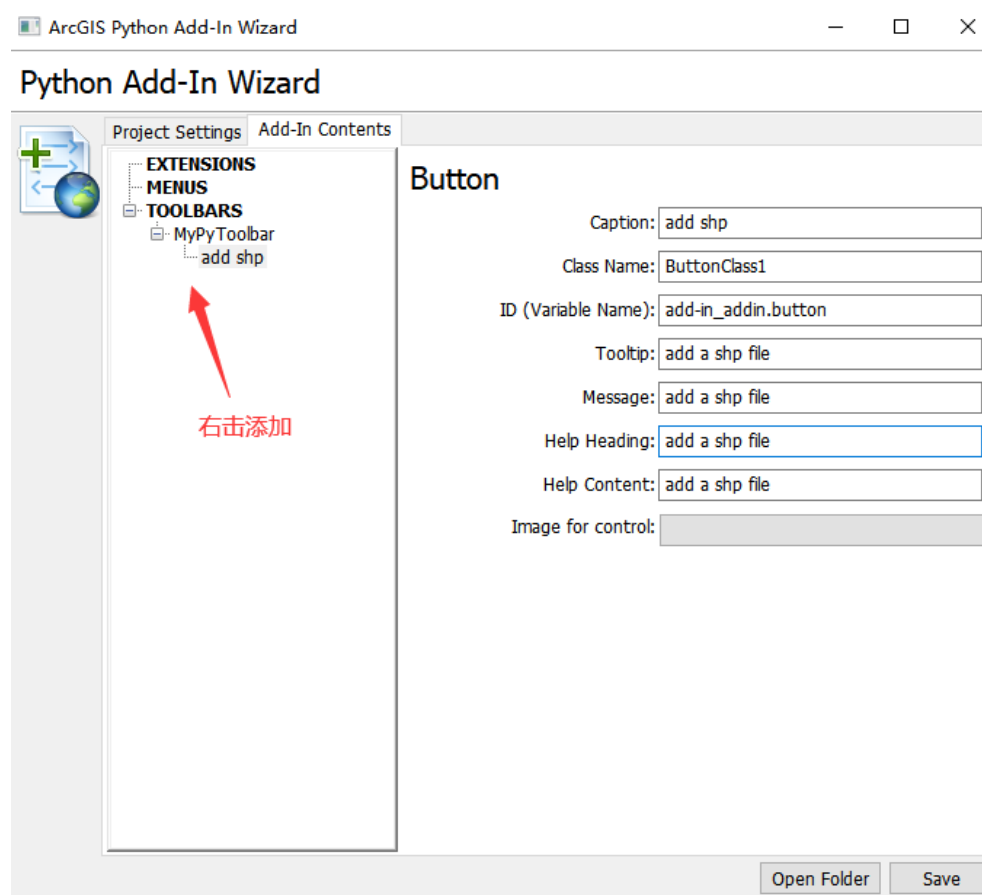 ArcGIS Python Add-In Wizard
Python Add-In Wizard
Project Settings
Add-In Contents
EXTENSIONS
MENUS
TOOLBARS
MyPyToolbar
add shp
右击添加
Button
Caption: add shp
Class Name: ButtonClass1
ID (Variable Name): add-in_addin.button
Tooltip: add a shp file
Message: add a shp file
Help Heading: add a shp file
Help Content: add a shp file
Image for control:
Open Folder
Save